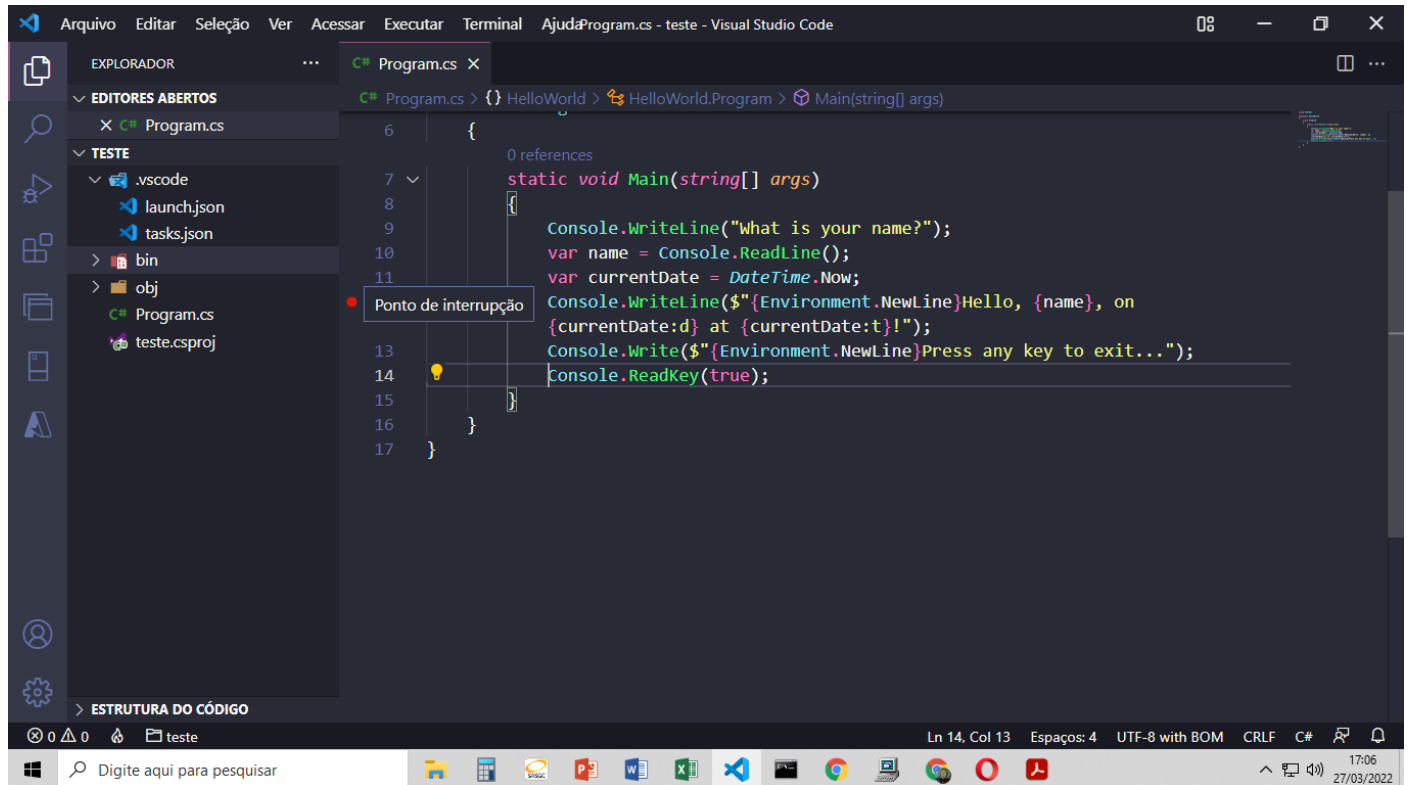 Arquivo Editar Seleção Ver Acessar Executar Terminal Ajuda
Program.cs - teste - Visual Studio Code
EXPLORADOR
C# Program.cs
EDITORES ABERTOS
C# Program.cs > {} HelloWorld > HelloWorld.Program > Main(string[] args)
C# Program.cs
TESTE
.vscode
launch.json
tasks.json
bin
obj
C# Program.cs
teste.csproj
ESTRUTURA DO CÓDIGO
6 {
0 references
7 static void Main(string[] args)
8 {
9 Console.WriteLine("What is your name?");
10 var name = Console.ReadLine();
11 var currentDate = DateTime.Now;
Ponto de interrupção
Console.WriteLine($"{Environment.NewLine}Hello, {name}, on
{currentDate:d} at {currentDate:t}!");
13 Console.Write($"{Environment.NewLine}Press any key to exit...");
14 Console.ReadKey(true);
15 }
16 }
17 }
0 0 teste
Ln 14, Col 13 Espaços: 4 UTF-8 with BOM CRLF C#
Digite aqui para pesquisar
17:06
27/03/2022